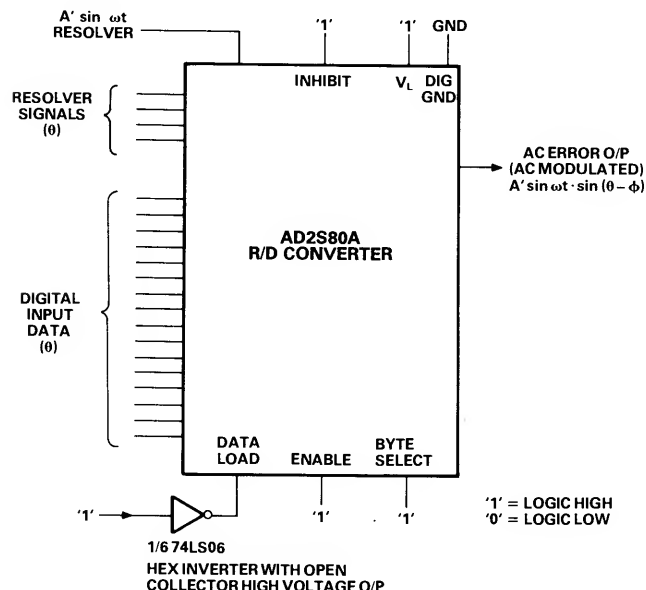 A' sin ωt
RESOLVER
'1'
'1'
GND
INHIBIT
V_L
DIG
GND
RESOLVER
SIGNALS
(θ)
AC ERROR O/P
(AC MODULATED)
A' sin ωt · sin (θ – ϕ)
AD2S80A
R/D CONVERTER
DIGITAL
INPUT
DATA
(θ)
DATA
LOAD
ENABLE
BYTE
SELECT
'1'
'1'
'1'
'1' = LOGIC HIGH
'0' = LOGIC LOW
1/6 74LS06
HEX INVERTER WITH OPEN
COLLECTOR HIGH VOLTAGE O/P